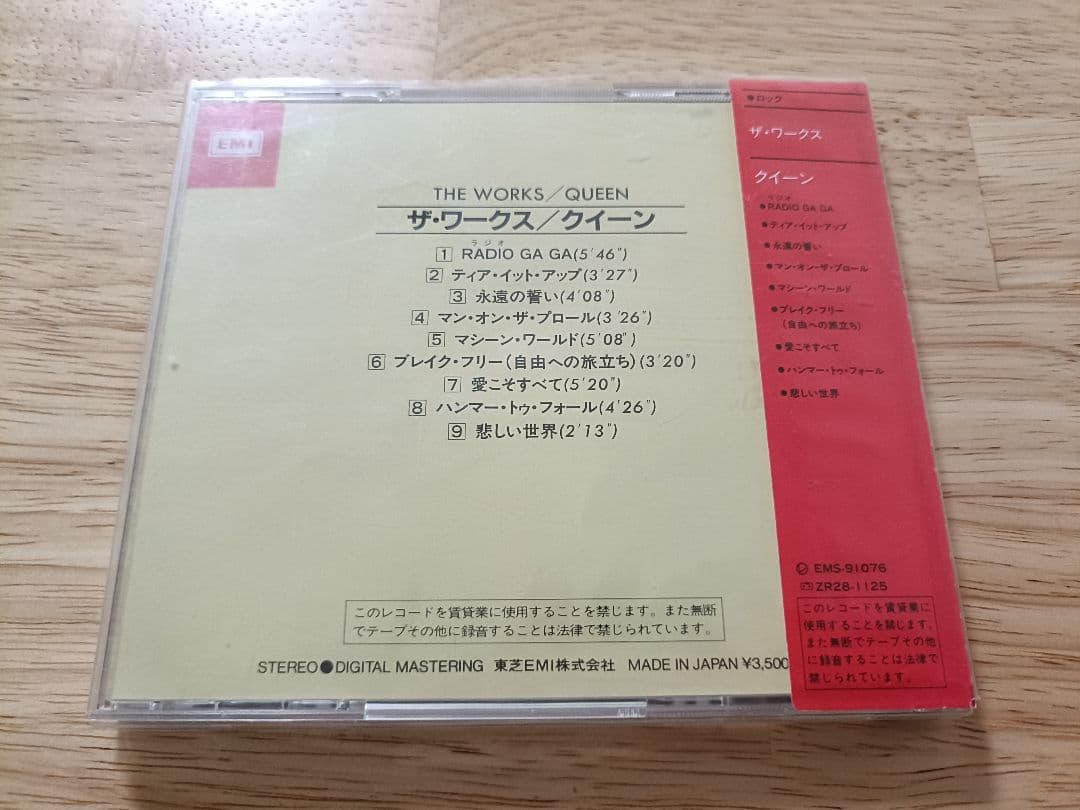 EMI
THE WORKS/QUEEN
ザ・ワークス/クイーン
ラジオ
1 RADIO GA GA(5'46")
2 ティア・イット・アップ(3'27")
3 永遠の誓い(4'08")
4 マン・オン・ザ・プロール(3'26")
5 マシーン・ワールド(5'08")
6 ブレイク・フリー(自由への旅立ち)(3'20")
7 愛こそすべて(5'20")
8 ハンマー・トゥ・フォール(4'26")
9 悲しい世界(2'13")
このレコードを賃貸業に使用することを禁じます。また無断
でテープその他に録音することは法律で禁じられています。
STEREO●DIGITAL MASTERING 東芝EMI株式会社 MADE IN JAPAN ¥3,500
●ロック
ザ・ワークス
クイーン
ラジオ
●RADIO GA GA
●ティア・イット・アップ
●永遠の誓い
●マン・オン・ザ・プロール
●マシーン・ワールド
●ブレイク・フリー
(自由への旅立ち)
●愛こそすべて
●ハンマー・トゥ・フォール
●悲しい世界
EMS-91076
ZR28-1125
このレコードを賃貸業に
使用することを禁じます。
また無断でテープその他
に録音することは法律で
禁じられています。